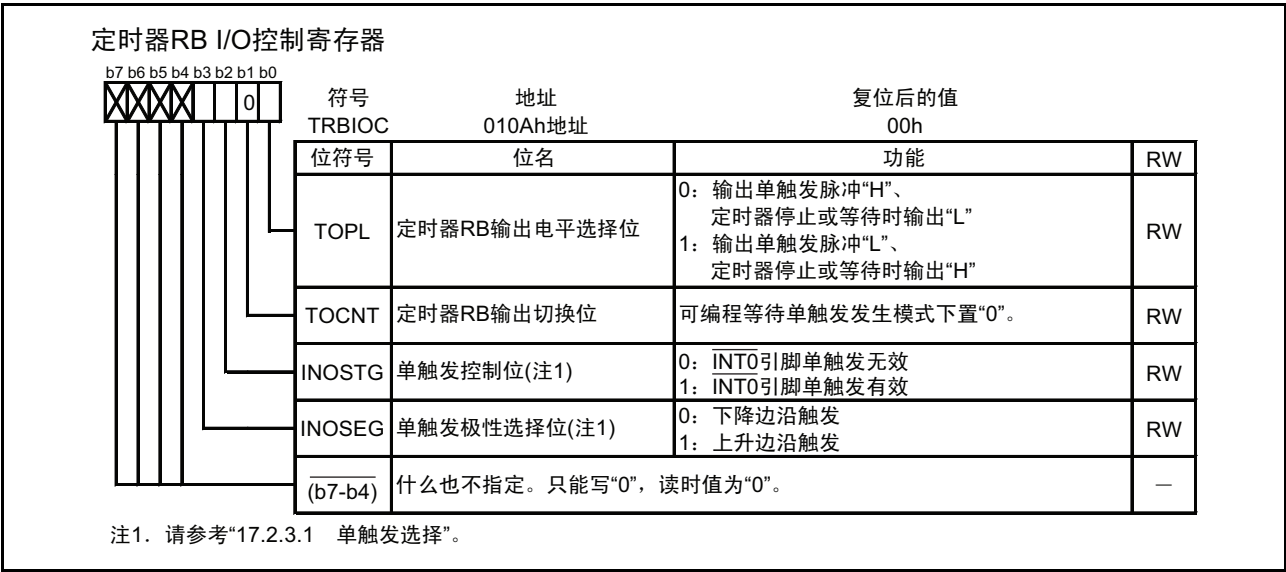 定时器RB I/O控制寄存器
b7 b6 b5 b4 b3 b2 b1 b0
0
符号 地址 复位后的值
TRBIOC 010Ah地址 00h
位符号 位名 功能 RW
TOPL 定时器RB输出电平选择位 RW
0：输出单触发脉冲“H”、
定时器停止或等待时输出“L”
1：输出单触发脉冲“L”、
定时器停止或等待时输出“H”
TOCNT 定时器RB输出切换位 可编程等待单触发发生模式下置“0”。 RW
INOSTG 单触发控制位(注1) RW
0：INT0引脚单触发无效
1：INT0引脚单触发有效
INOSEG 单触发极性选择位(注1) RW
0：下降边沿触发
1：上升边沿触发
(b7-b4) 什么也不指定。只能写“0”，读时值为“0”。 —
注1．请参考“17.2.3.1 单触发选择”。